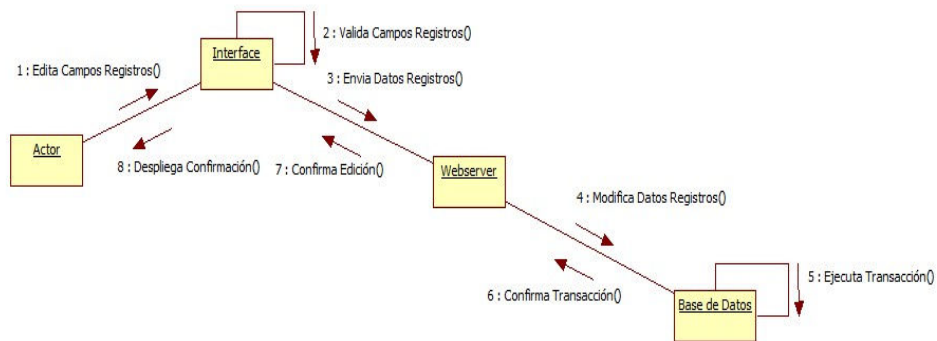 2 : Valida Campos Registros()
Interface
1 : Edita Campos Registros()
3 : Envia Datos Registros()
Actor
8 : Despliega Confirmación()
7 : Confirma Edición()
Webserver
4 : Modifica Datos Registros()
5 : Ejecuta Transacción()
6 : Confirma Transacción()
Base de Datos